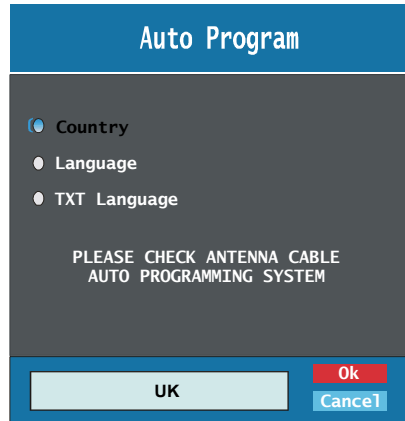 Auto Program
Country
Language
TXT Language
PLEASE CHECK ANTENNA CABLE
AUTO PROGRAMMING SYSTEM
UK
Ok
Cancel